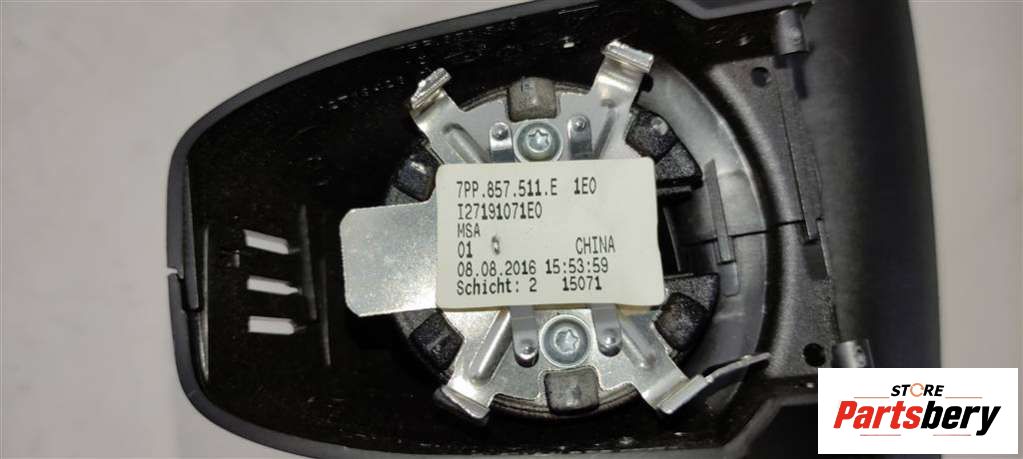 7PP.857.511.E 1E0
I27191071E0
MSA
01 CHINA
08.08.2016 15:53:59
Schicht: 2 15071
STORE
Partsbery